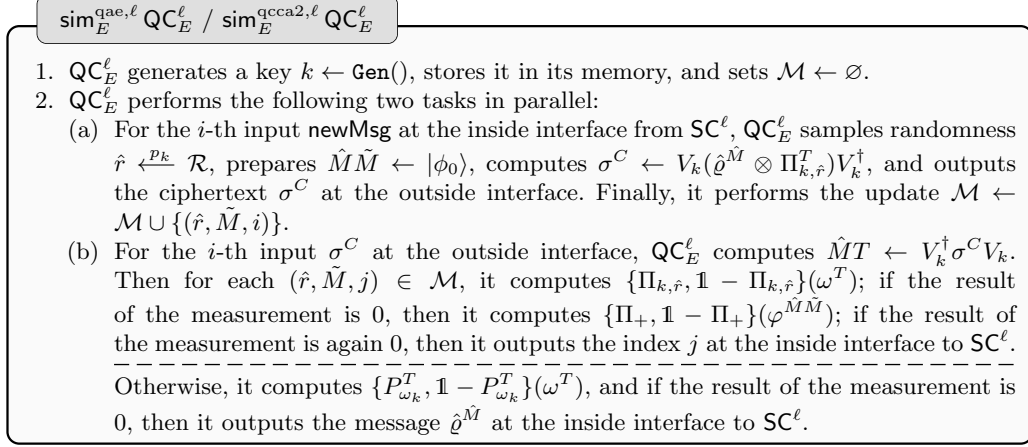 sim_E^{qae,ℓ} QC_E^ℓ / sim_E^{qcca2,ℓ} QC_E^ℓ
1. QC_E^ℓ generates a key k ← Gen(), stores it in its memory, and sets ℳ ← ∅.
2. QC_E^ℓ performs the following two tasks in parallel:
(a) For the i-th input newMsg at the inside interface from SC^ℓ, QC_E^ℓ samples randomness
r̂ ←^{p_k} ℛ, prepares M̂M̃ ← |ϕ_0⟩, computes σ^C ← V_k(ϱ̂^{M̂} ⊗ Π_{k,r̂}^T)V_k^†, and outputs
the ciphertext σ^C at the outside interface. Finally, it performs the update ℳ ←
ℳ ∪ {(r̂, M̃, i)}.
(b) For the i-th input σ^C at the outside interface, QC_E^ℓ computes M̂T ← V_k^†σ^C V_k.
Then for each (r̂, M̃, j) ∈ ℳ, it computes {Π_{k,r̂}, 𝟙 − Π_{k,r̂}}(ω^T); if the result
of the measurement is 0, then it computes {Π_+, 𝟙 − Π_+}(φ^{M̂M̃}); if the result of
the measurement is again 0, then it outputs the index j at the inside interface to SC^ℓ.
Otherwise, it computes {P_{ω_k}^T, 𝟙 − P_{ω_k}^T}(ω^T), and if the result of the measurement is
0, then it outputs the message ϱ̂^{M̂} at the inside interface to SC^ℓ.